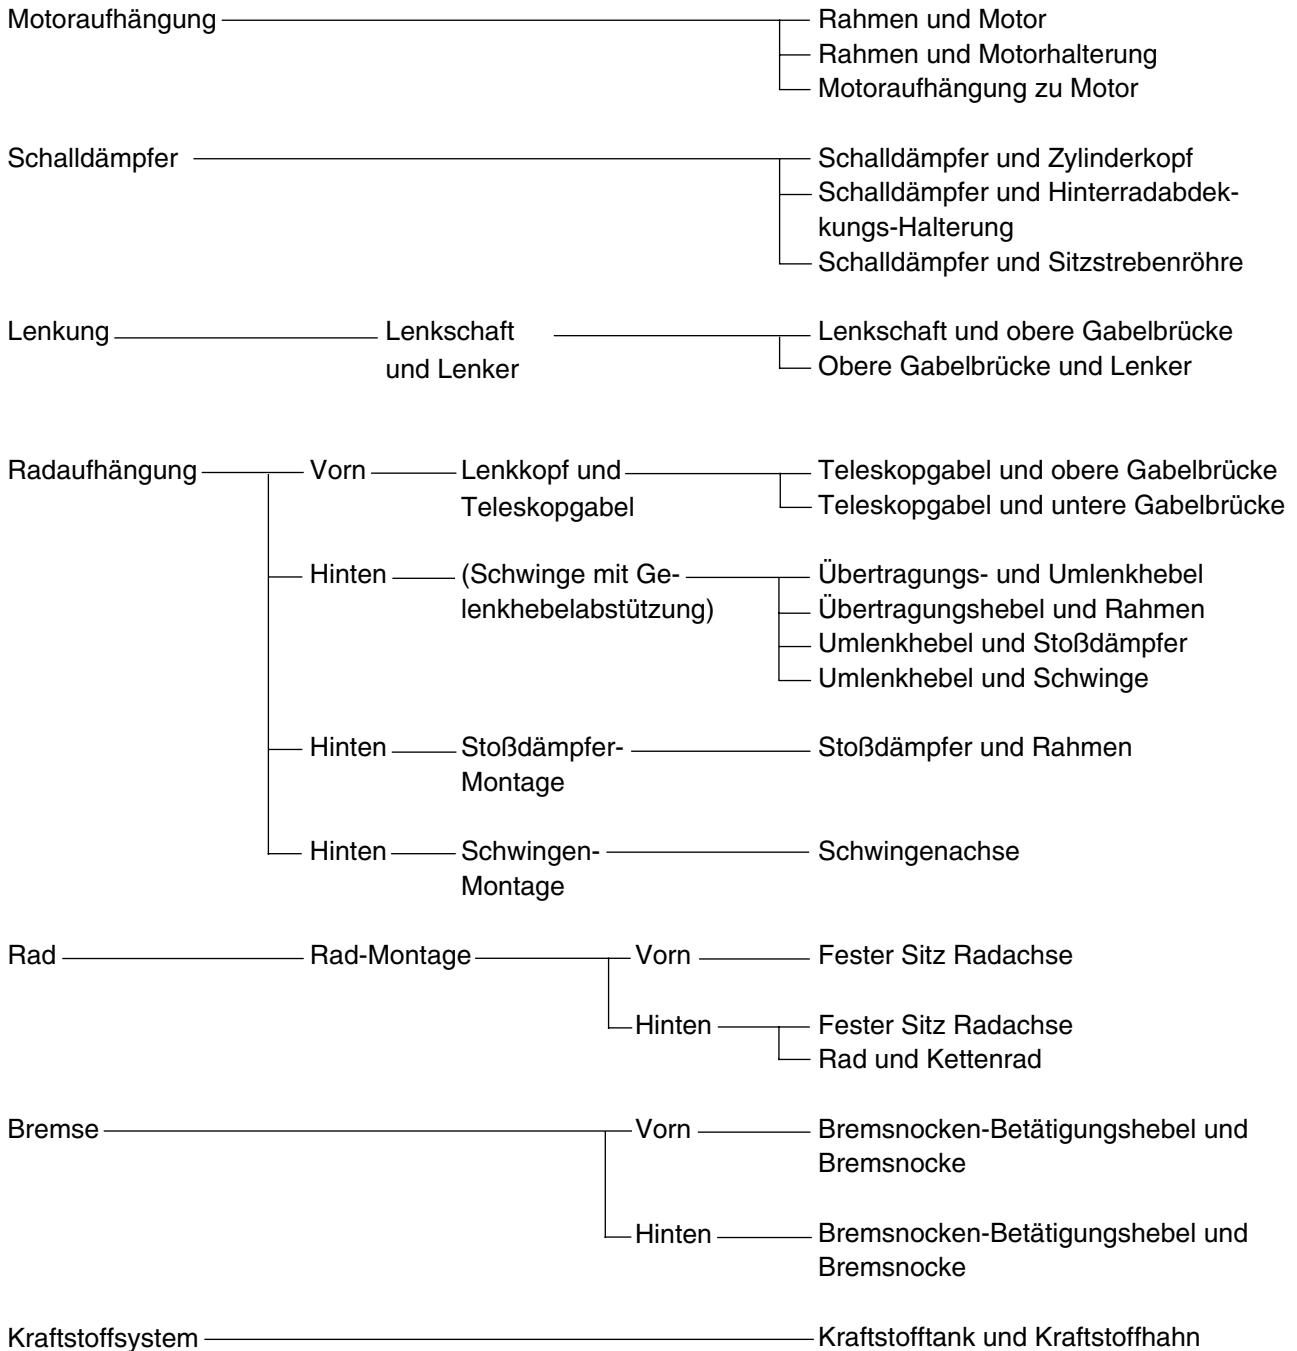 Motoraufhängung Rahmen und Motor
Rahmen und Motorhalterung
Motoraufhängung zu Motor
Schalldämpfer Schalldämpfer und Zylinderkopf
Schalldämpfer und Hinterradabdek-
kungs-Halterung
Schalldämpfer und Sitzstrebenröhre
Lenkung Lenkschaft Lenkschaft und obere Gabelbrücke
und Lenker Obere Gabelbrücke und Lenker
Radaufhängung Vorn Lenkkopf und Teleskopgabel und obere Gabelbrücke
Teleskopgabel Teleskopgabel und untere Gabelbrücke
Hinten (Schwinge mit Ge- Übertragungs- und Umlenkhebel
lenkhebelabstützung) Übertragungshebel und Rahmen
Umlenkhebel und Stoßdämpfer
Umlenkhebel und Schwinge
Hinten Stoßdämpfer- Stoßdämpfer und Rahmen
Montage
Hinten Schwingen- Schwingenachse
Montage
Rad Rad-Montage Vorn Fester Sitz Radachse
Hinten Fester Sitz Radachse
Rad und Kettenrad
Bremse Vorn Bremsnocken-Betätigungshebel und
Bremsnocke
Hinten Bremsnocken-Betätigungshebel und
Bremsnocke
Kraftstoffsystem Kraftstofftank und Kraftstoffhahn